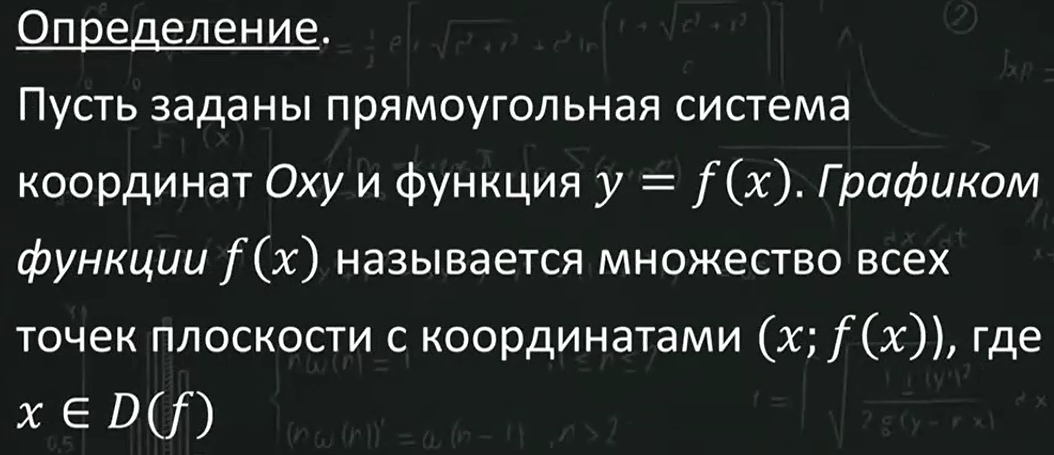 Определение.
Пусть заданы прямоугольная система
координат Oxy и функция y = f(x). Графиком
функции f(x) называется множество всех
точек плоскости с координатами (x; f(x)), где
x ∈ D(f)